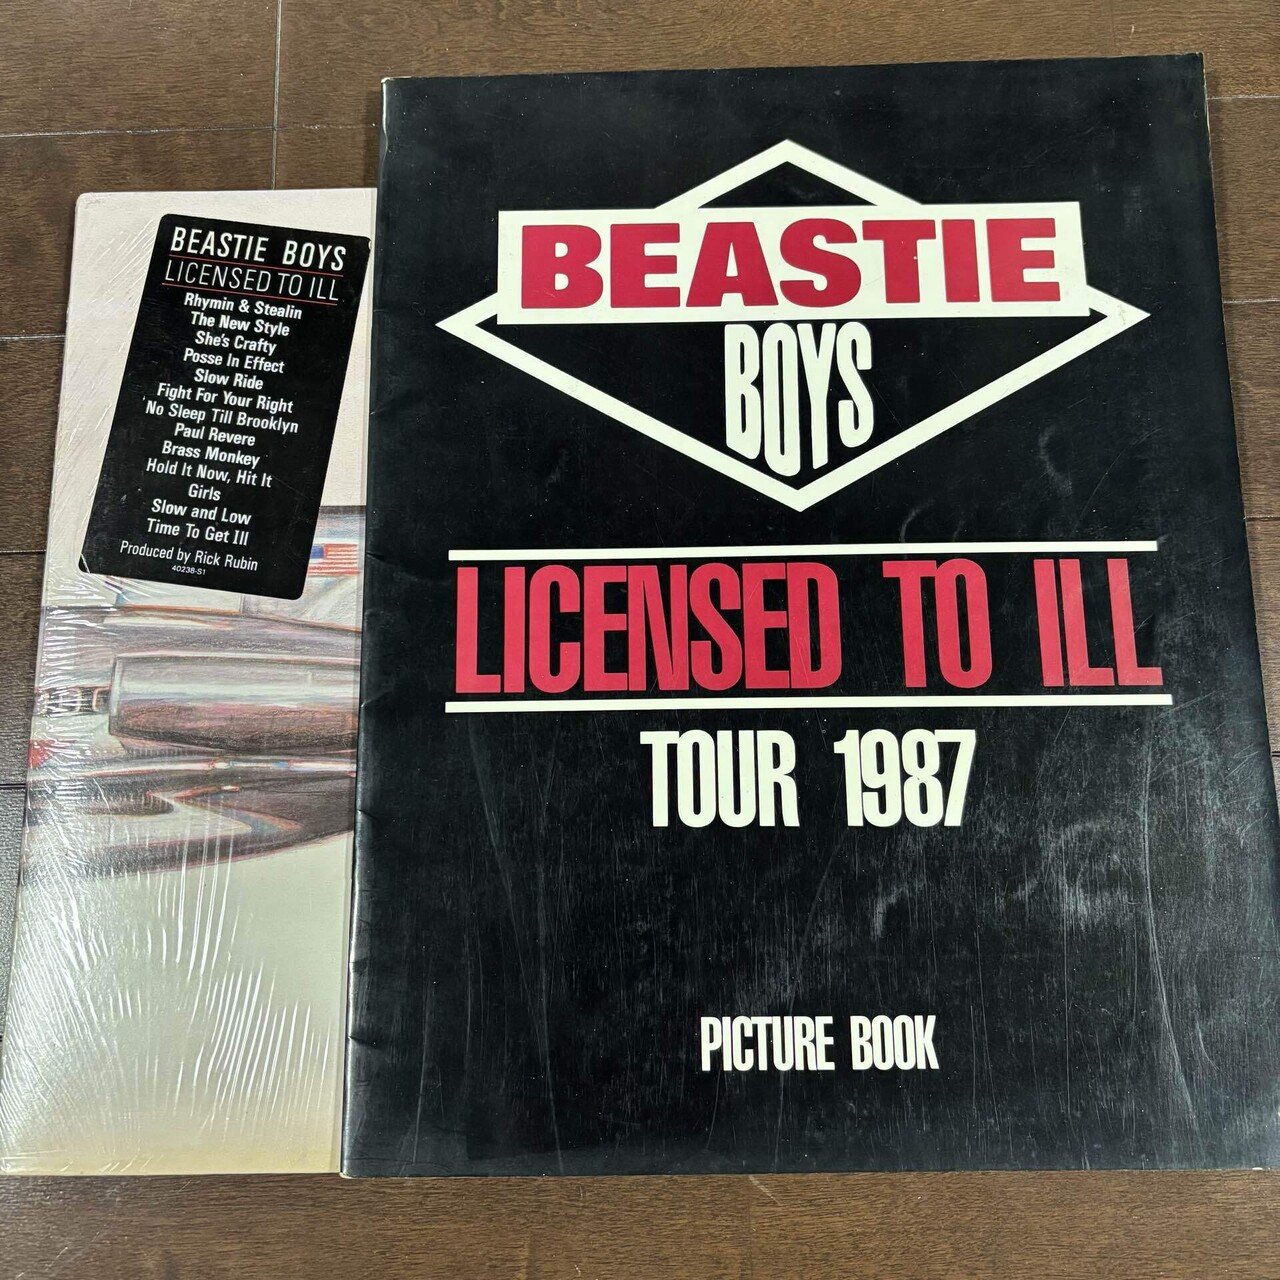 BEASTIE BOYS
LICENSED TO ILL
Rhymin & Stealin
The New Style
She's Crafty
Posse In Effect
Slow Ride
Fight For Your Right
No Sleep Till Brooklyn
Paul Revere
Brass Monkey
Hold It Now, Hit It
Girls
Slow and Low
Time To Get Ill
Produced by Rick Rubin
40238-S1
BEASTIE
BOYS
LICENSED TO ILL
TOUR 1987
PICTURE BOOK